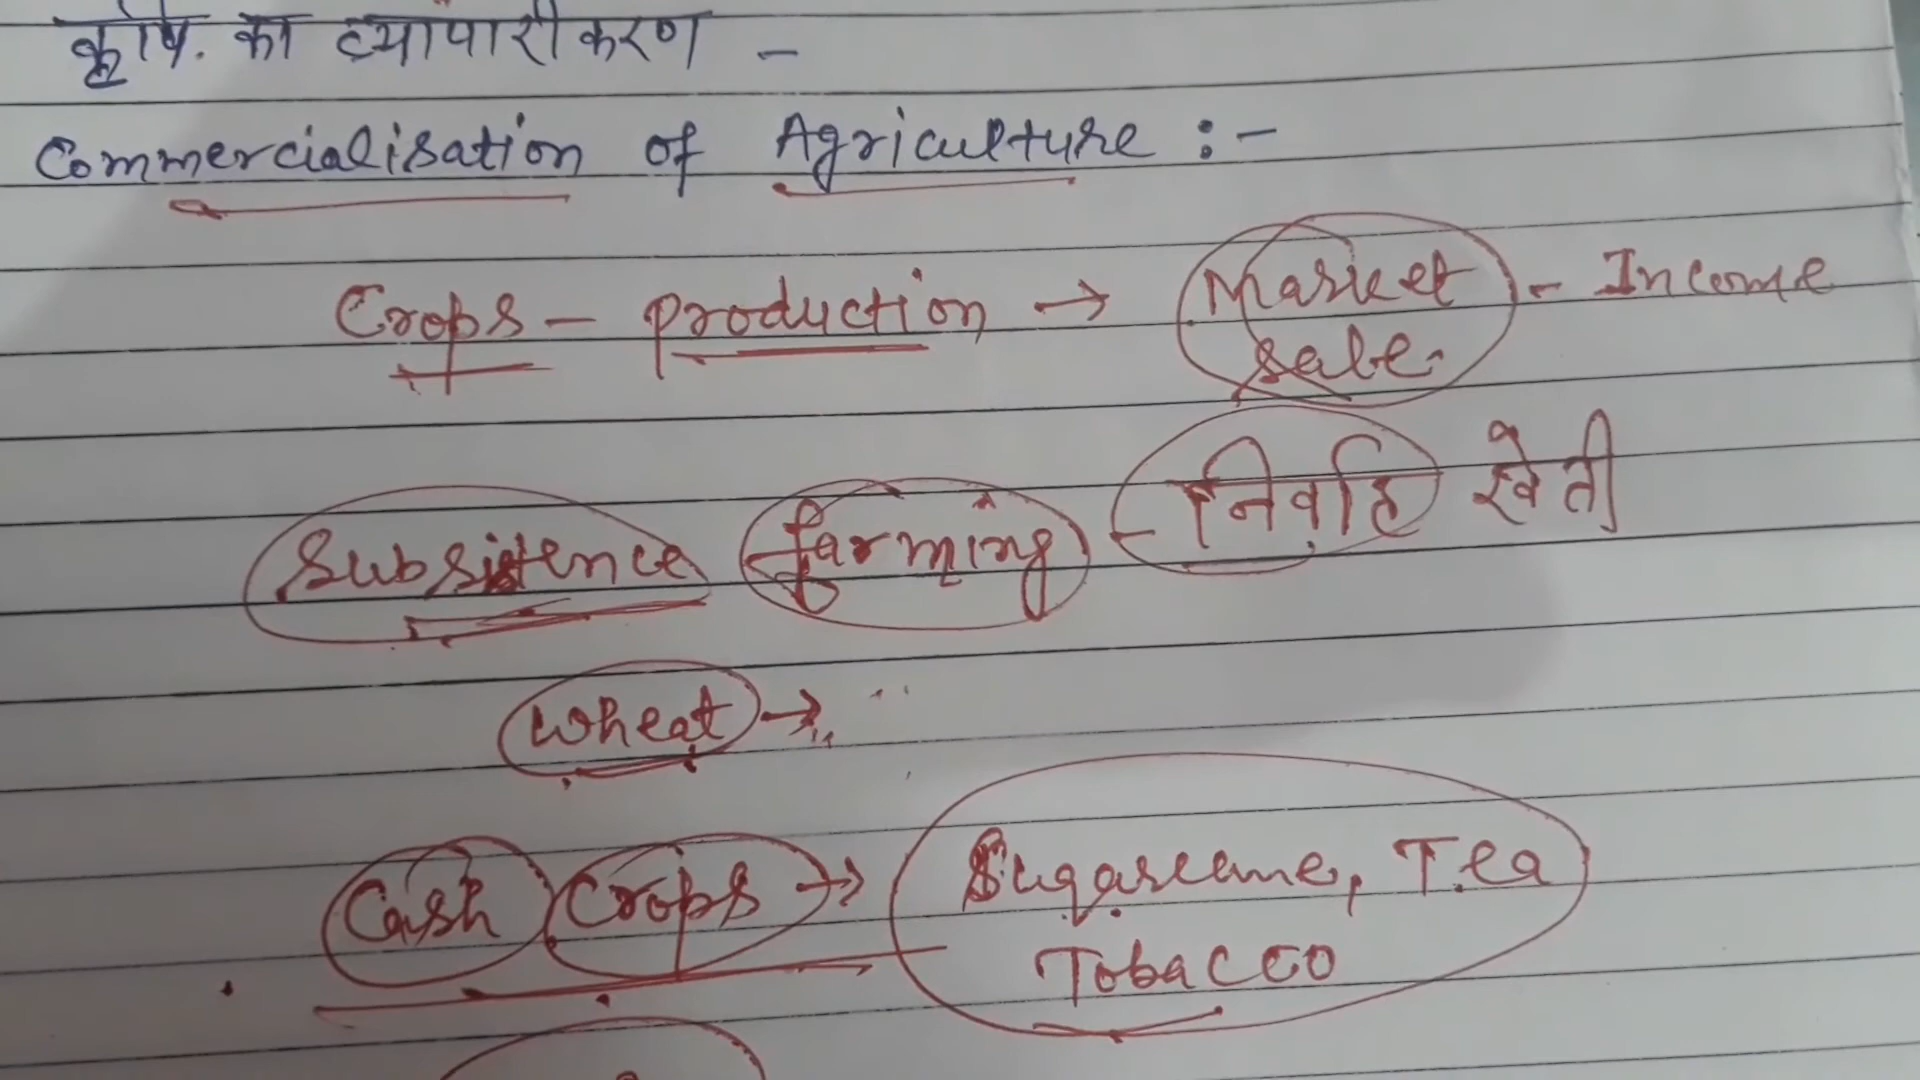 कृषि. का व्यापारीकरण -
Commercialisation of Agriculture :-
Crops - Production → Market - Income
Sale.
Subsistence farming - निर्वाह खेती
Wheat →
Cash Crops → Sugarcane, Tea
Tobacco